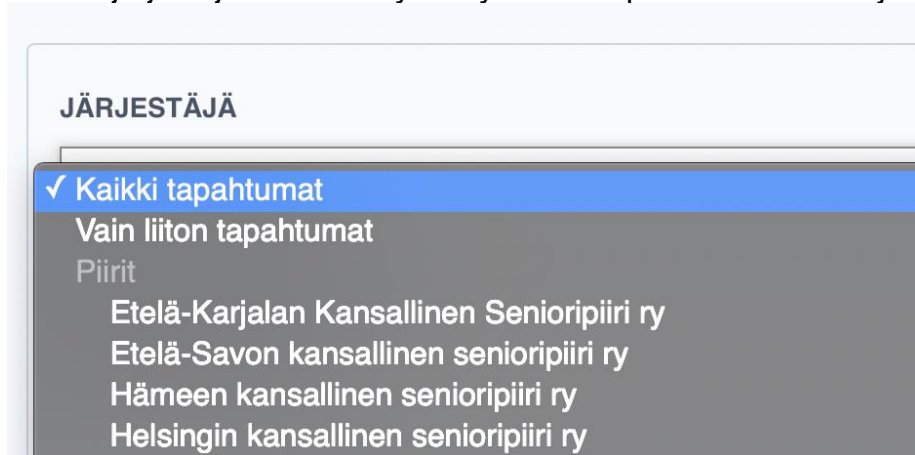 JÄRJESTÄJÄ
✓ Kaikki tapahtumat
Vain liiton tapahtumat
Piirit
Etelä-Karjalan Kansallinen Senioripiiri ry
Etelä-Savon kansallinen senioripiiri ry
Hämeen kansallinen senioripiiri ry
Helsingin kansallinen senioripiiri ry